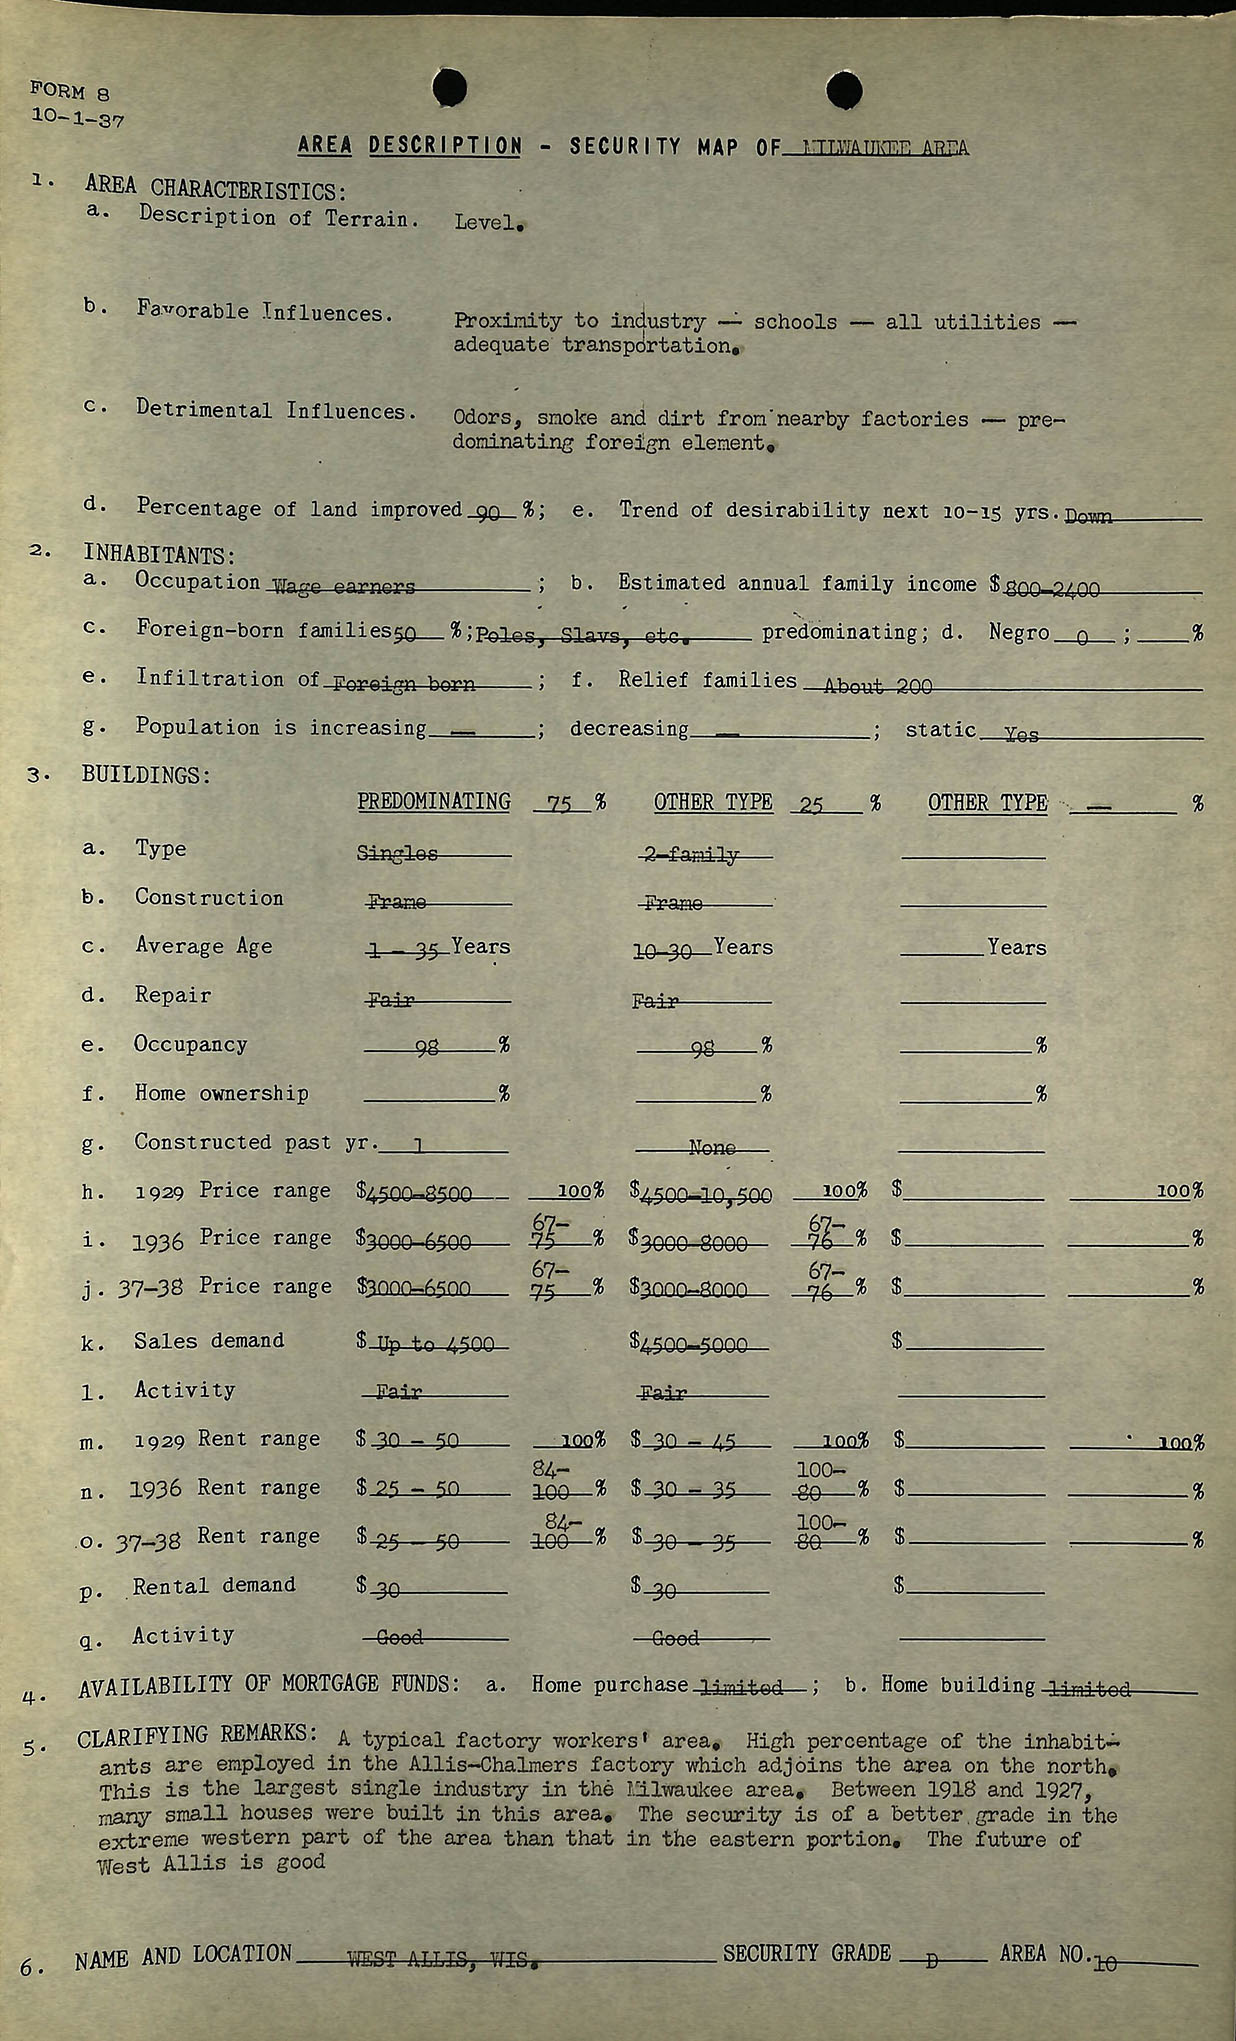 FORM 8
10-1-37
AREA DESCRIPTION - SECURITY MAP OF MILWAUKEE AREA
1. AREA CHARACTERISTICS:
a. Description of Terrain. Level.
b. Favorable Influences. Proximity to industry — schools — all utilities —
adequate transportation.
c. Detrimental Influences. Odors, smoke and dirt from nearby factories — pre-
dominating foreign element.
d. Percentage of land improved 90 %; e. Trend of desirability next 10-15 yrs. Down
2. INHABITANTS:
a. Occupation Wage earners ; b. Estimated annual family income $ 800-2400
c. Foreign-born families 50 %; Poles, Slavs, etc. predominating; d. Negro 0 ; %
e. Infiltration of Foreign born ; f. Relief families About 200
g. Population is increasing — ; decreasing — ; static Yes
3. BUILDINGS:
PREDOMINATING 75 % OTHER TYPE 25 % OTHER TYPE — %
a. Type Singles 2-family
b. Construction Frame Frame
c. Average Age 1 - 35 Years 10-30 Years Years
d. Repair Fair Fair
e. Occupancy 98 % 98 % %
f. Home ownership % % %
g. Constructed past yr. 1 None
h. 1929 Price range $4500-8500 100% $4500-10,500 100% $ 100%
67- 67-
i. 1936 Price range $3000-6500 75 % $3000-8000 76 % $ %
67- 67-
j. 37-38 Price range $3000-6500 75 % $3000-8000 76 % $ %
k. Sales demand $ Up to 4500 $4500-5000 $
l. Activity Fair Fair
m. 1929 Rent range $ 30 - 50 100% $ 30 - 45 100% $ 100%
84- 100-
n. 1936 Rent range $ 25 - 50 100 % $ 30 - 35 80 % $ %
84- 100-
o. 37-38 Rent range $ 25 - 50 100 % $ 30 - 35 80 % $ %
p. Rental demand $ 30 $ 30 $
q. Activity Good Good
4. AVAILABILITY OF MORTGAGE FUNDS: a. Home purchase limited ; b. Home building limited
5. CLARIFYING REMARKS: A typical factory workers' area. High percentage of the inhabit-
ants are employed in the Allis-Chalmers factory which adjoins the area on the north.
This is the largest single industry in the Milwaukee area. Between 1918 and 1927,
many small houses were built in this area. The security is of a better grade in the
extreme western part of the area than that in the eastern portion. The future of
West Allis is good
6. NAME AND LOCATION WEST ALLIS, WIS. SECURITY GRADE D AREA NO. 10